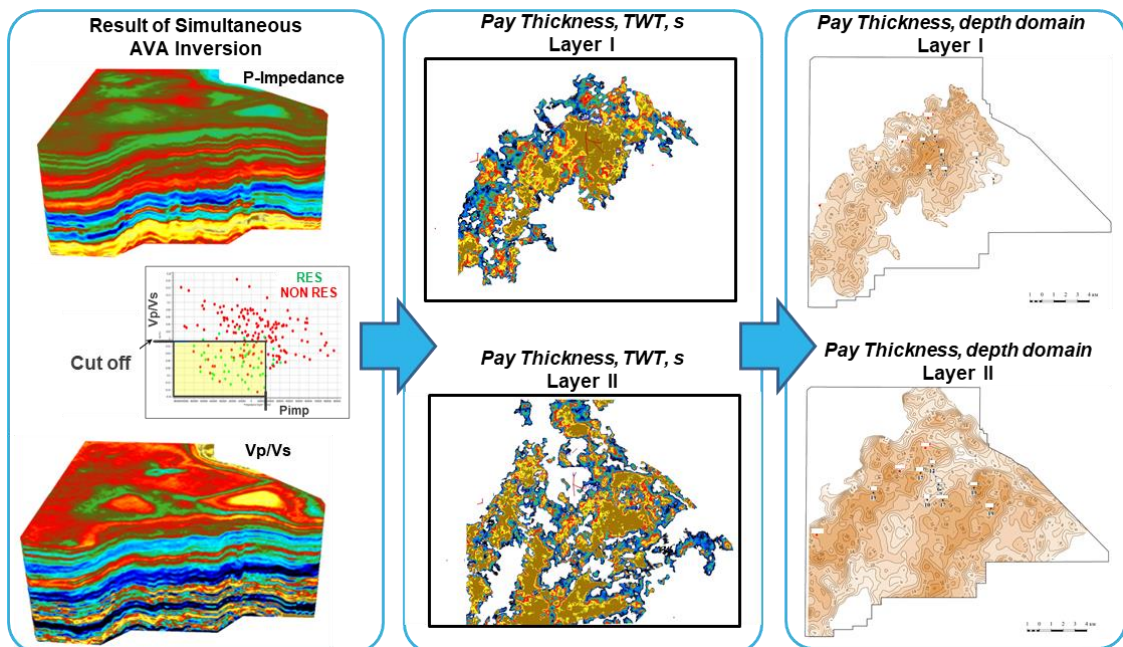 Result of Simultaneous
AVA Inversion
P-Impedance
RES
NON RES
Vp/Vs
Cut off
Pimp
Vp/Vs
Pay Thickness, TWT, s
Layer I
Pay Thickness, TWT, s
Layer II
Pay Thickness, depth domain
Layer I
Pay Thickness, depth domain
Layer II